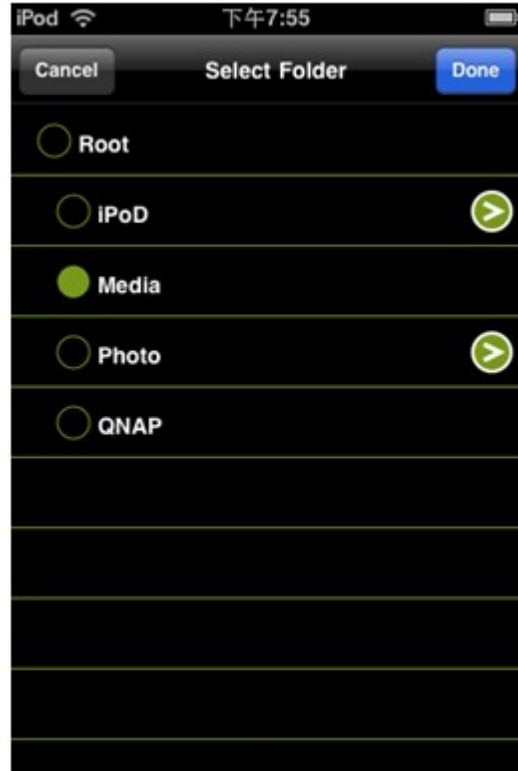 iPod 下午7:55
Cancel Select Folder Done
Root
iPoD
Media
Photo
QNAP